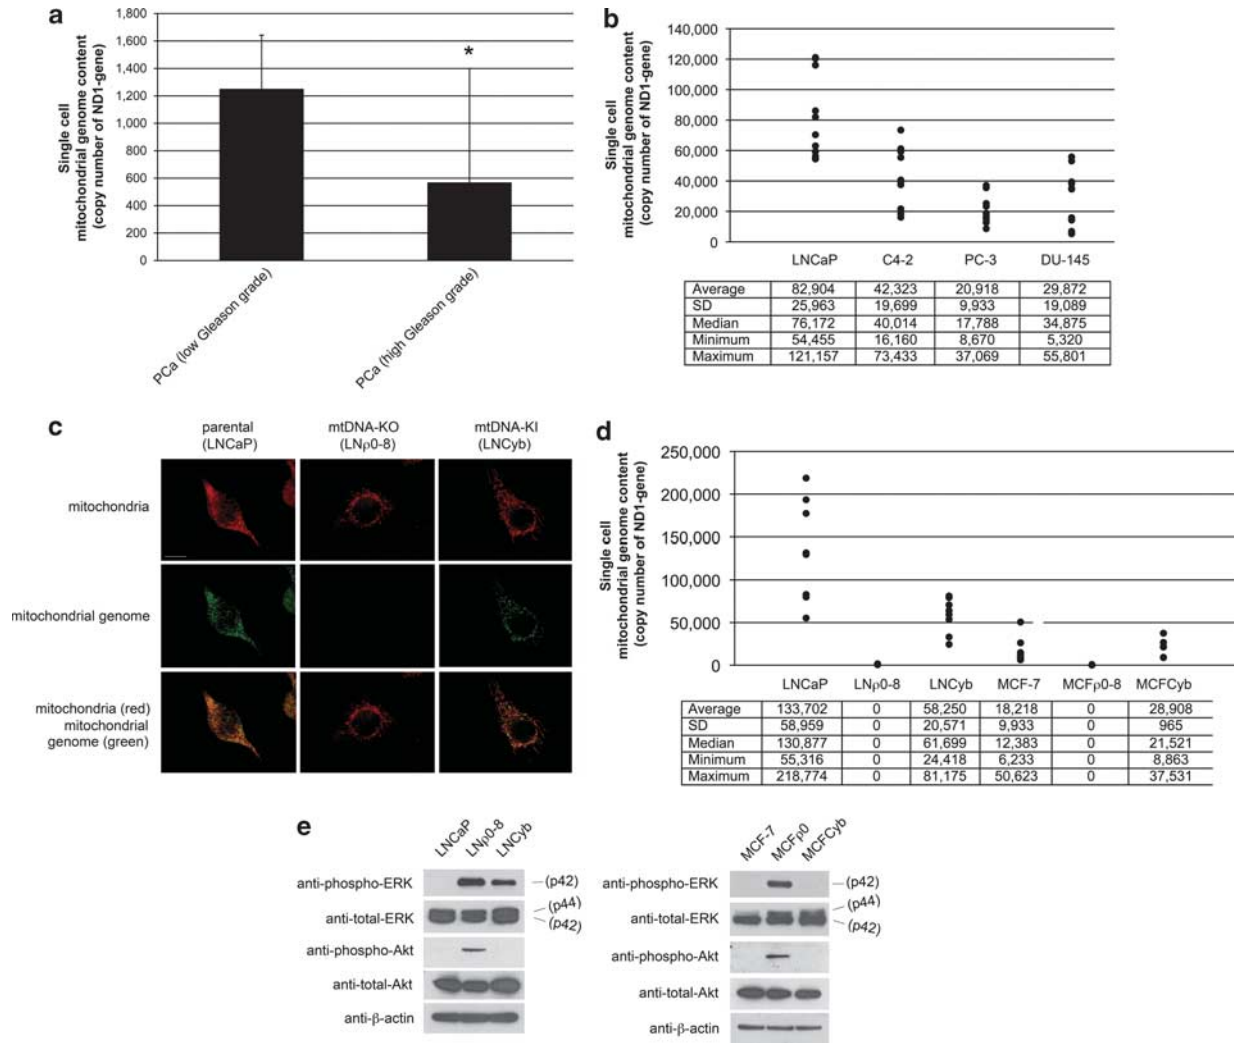 a
Single cell
mitochondrial genome content
(copy number of ND1-gene)
1,800
1,600
1,400
1,200
1,000
800
600
400
200
0
*
PCa (low Gleason grade)
PCa (high Gleason grade)
b
Single cell
mitochondrial genome content
(copy number of ND1-gene)
140,000
120,000
100,000
80,000
60,000
40,000
20,000
0
LNCaP C4-2 PC-3 DU-145
Average 82,904 42,323 20,918 29,872
SD 25,963 19,699 9,933 19,089
Median 76,172 40,014 17,788 34,875
Minimum 54,455 16,160 8,670 5,320
Maximum 121,157 73,433 37,069 55,801
c
parental
(LNCaP)
mtDNA-KO
(LNρ0-8)
mtDNA-KI
(LNCyb)
mitochondria
mitochondrial genome
mitochondria (red)
mitochondrial
genome (green)
d
Single cell
mitochondrial genome content
(copy number of ND1-gene)
250,000
200,000
150,000
100,000
50,000
0
LNCaP LNρ0-8 LNCyb MCF-7 MCFρ0-8 MCFCyb
Average 133,702 0 58,250 18,218 0 28,908
SD 58,959 0 20,571 9,933 0 965
Median 130,877 0 61,699 12,383 0 21,521
Minimum 55,316 0 24,418 6,233 0 8,863
Maximum 218,774 0 81,175 50,623 0 37,531
e
LNCaP
LNρ0-8
LNCyb
anti-phospho-ERK
(p42)
anti-total-ERK
(p44)
(p42)
anti-phospho-Akt
anti-total-Akt
anti-β-actin
MCF-7
MCFρ0
MCFCyb
anti-phospho-ERK
(p42)
anti-total-ERK
(p44)
(p42)
anti-phospho-Akt
anti-total-Akt
anti-β-actin